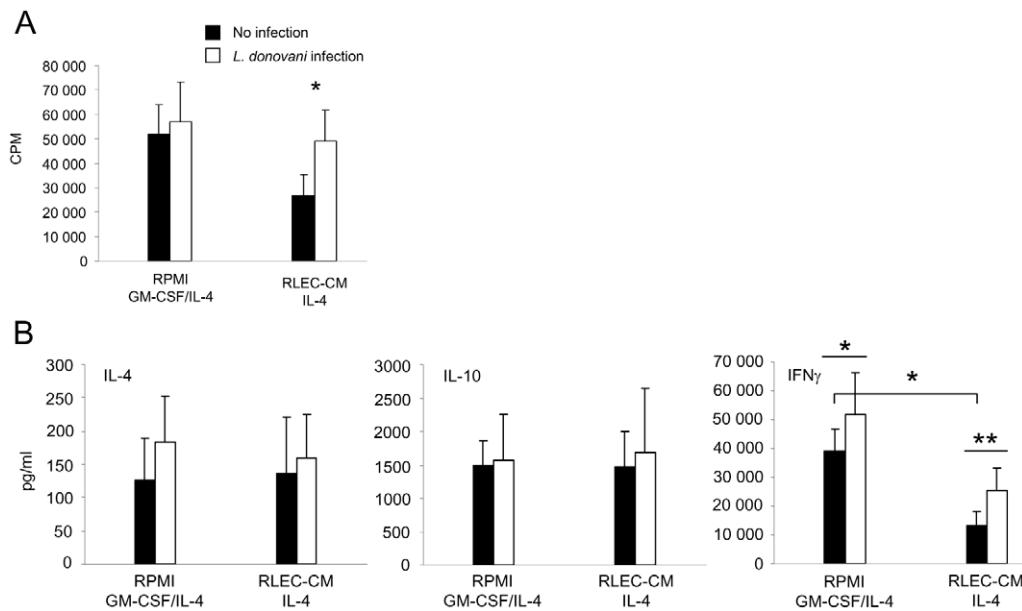 A
No infection
L. donovani infection
80 000
70 000
60 000
50 000
40 000
30 000
20 000
10 000
0
CPM
*
RPMI
GM-CSF/IL-4
RLEC-CM
IL-4
B
300
250
200
150
100
50
0
pg/ml
IL-4
RPMI
GM-CSF/IL-4
RLEC-CM
IL-4
3000
2500
2000
1500
1000
500
0
IL-10
RPMI
GM-CSF/IL-4
RLEC-CM
IL-4
70 000
60 000
50 000
40 000
30 000
20 000
10 000
0
IFNγ
*
*
**
RPMI
GM-CSF/IL-4
RLEC-CM
IL-4